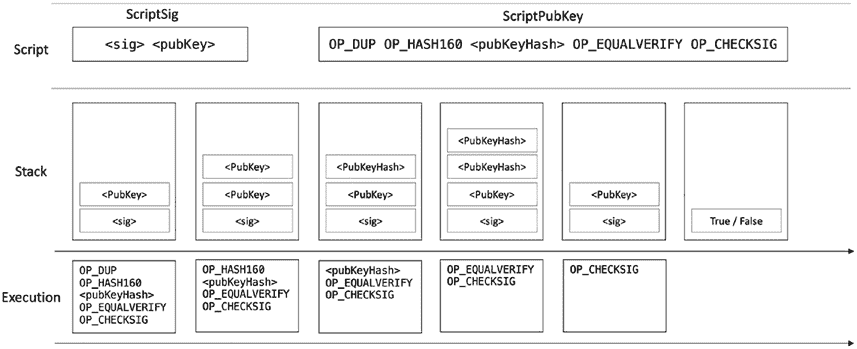 ScriptSig
ScriptPubKey
Script
<sig> <pubKey>
OP_DUP OP_HASH160 <pubKeyHash> OP_EQUALVERIFY OP_CHECKSIG
Stack
<PubKey>
<sig>
<PubKey>
<PubKey>
<sig>
<PubKeyHash>
<PubKey>
<sig>
<PubKeyHash>
<PubKeyHash>
<PubKey>
<sig>
<PubKey>
<sig>
True / False
Execution
OP_DUP
OP_HASH160
<pubKeyHash>
OP_EQUALVERIFY
OP_CHECKSIG
OP_HASH160
<pubKeyHash>
OP_EQUALVERIFY
OP_CHECKSIG
<pubKeyHash>
OP_EQUALVERIFY
OP_CHECKSIG
OP_EQUALVERIFY
OP_CHECKSIG
OP_CHECKSIG